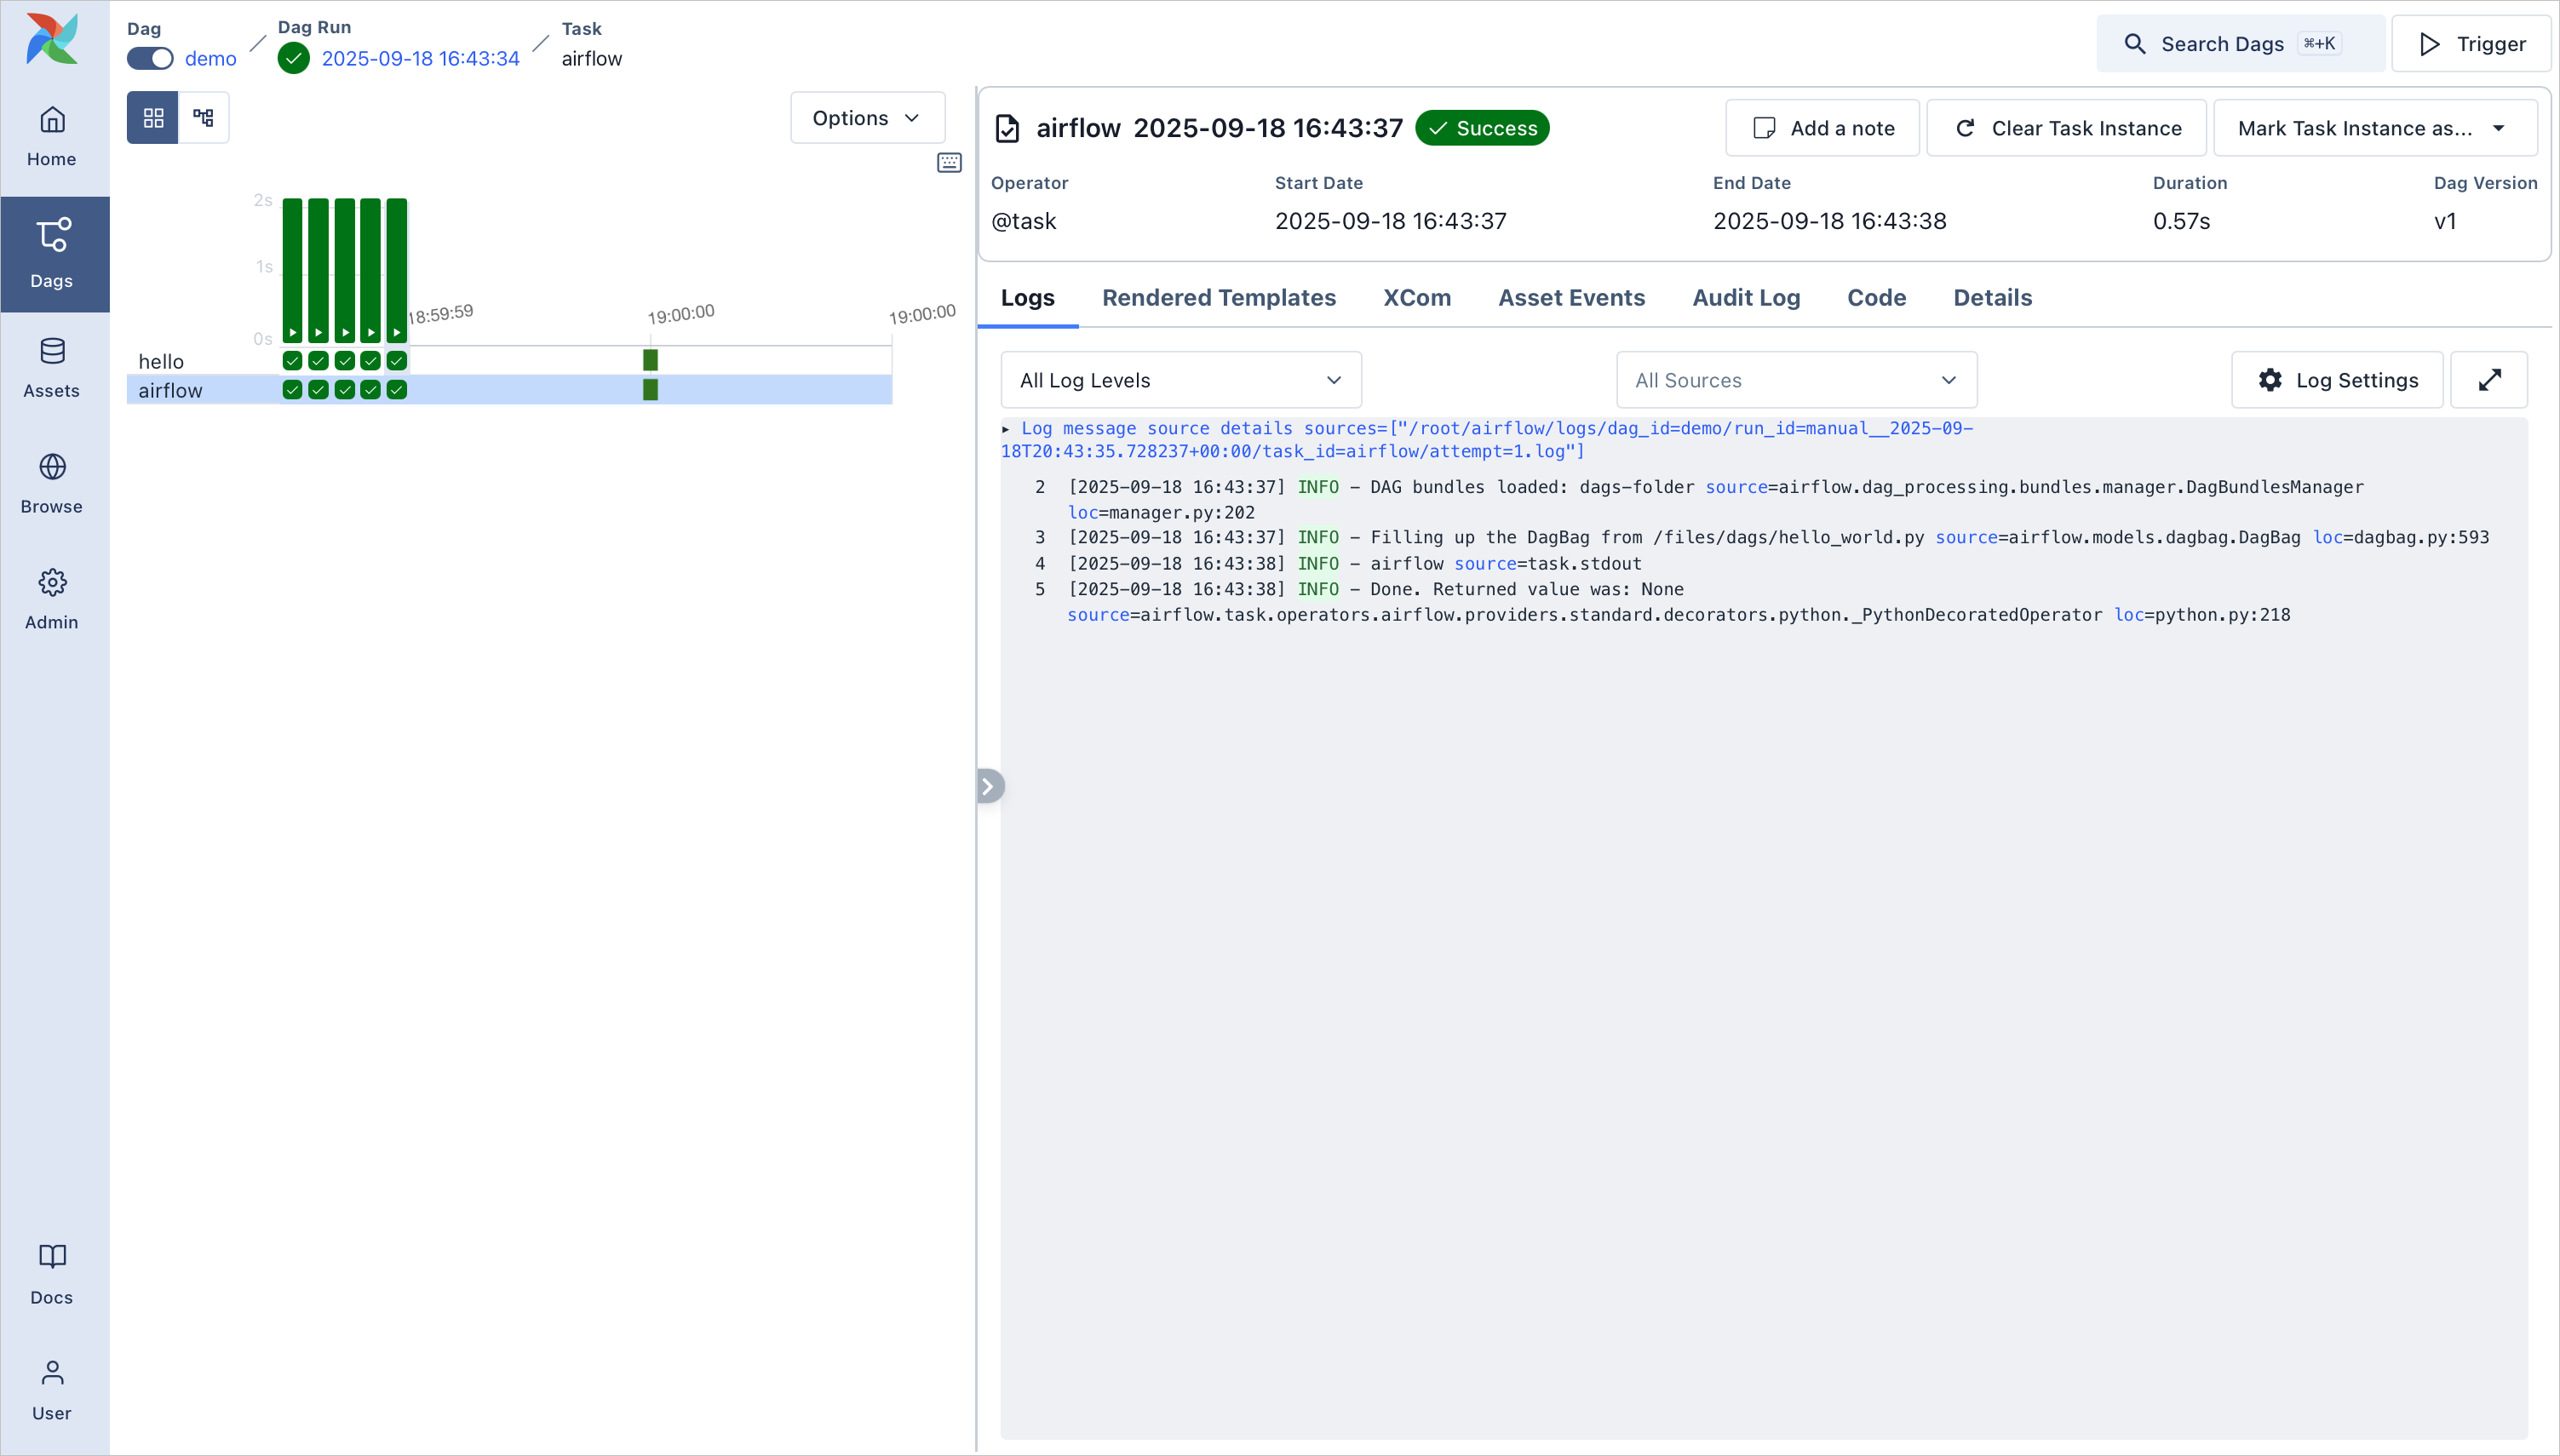 Dag
demo
Dag Run
2025-09-18 16:43:34
Task
airflow
Search Dags ⌘+K
Trigger
Home
Dags
Assets
Browse
Admin
Docs
User
Options
2s
1s
0s
18:59:59
19:00:00
19:00:00
hello
airflow
airflow 2025-09-18 16:43:37 Success
Add a note
Clear Task Instance
Mark Task Instance as...
Operator
@task
Start Date
2025-09-18 16:43:37
End Date
2025-09-18 16:43:38
Duration
0.57s
Dag Version
v1
Logs Rendered Templates XCom Asset Events Audit Log Code Details
All Log Levels
All Sources
Log Settings
Log message source details sources=["/root/airflow/logs/dag_id=demo/run_id=manual__2025-09-
18T20:43:35.728237+00:00/task_id=airflow/attempt=1.log"]
2 [2025-09-18 16:43:37] INFO - DAG bundles loaded: dags-folder source=airflow.dag_processing.bundles.manager.DagBundlesManager
loc=manager.py:202
3 [2025-09-18 16:43:37] INFO - Filling up the DagBag from /files/dags/hello_world.py source=airflow.models.dagbag.DagBag loc=dagbag.py:593
4 [2025-09-18 16:43:38] INFO - airflow source=task.stdout
5 [2025-09-18 16:43:38] INFO - Done. Returned value was: None
source=airflow.task.operators.airflow.providers.standard.decorators.python._PythonDecoratedOperator loc=python.py:218